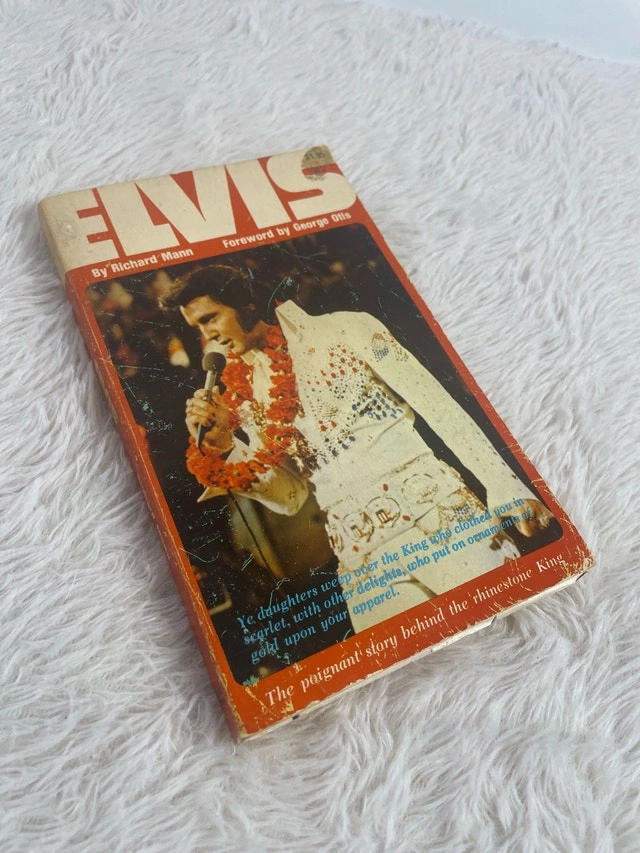 ELVIS
$1.95
By Richard Mann
Foreword by George Otis
Ye daughters weep over the King who clothed you in
scarlet, with other delights, who put on ornaments of
gold upon your apparel.
The poignant story behind the rhinestone King